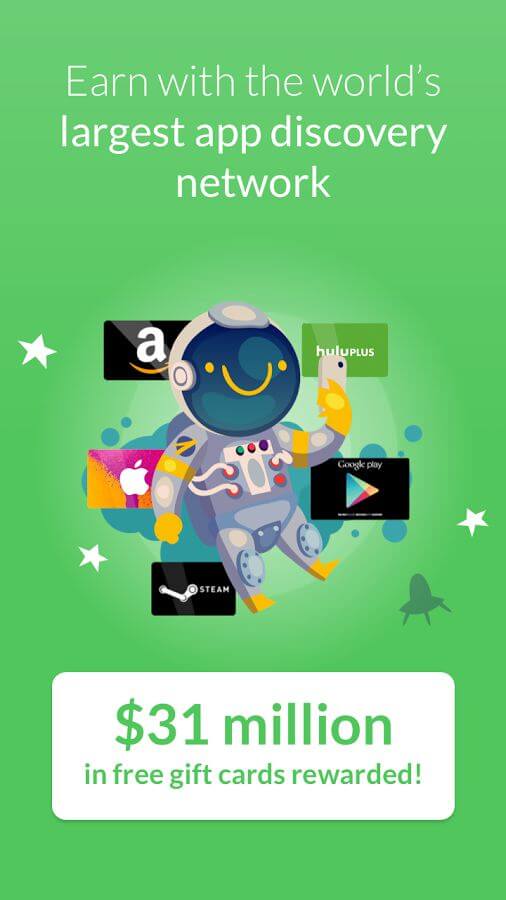 Earn with the world's
largest app discovery
network
a
huluPLUS
Google play
STEAM
$31 million
in free gift cards rewarded!